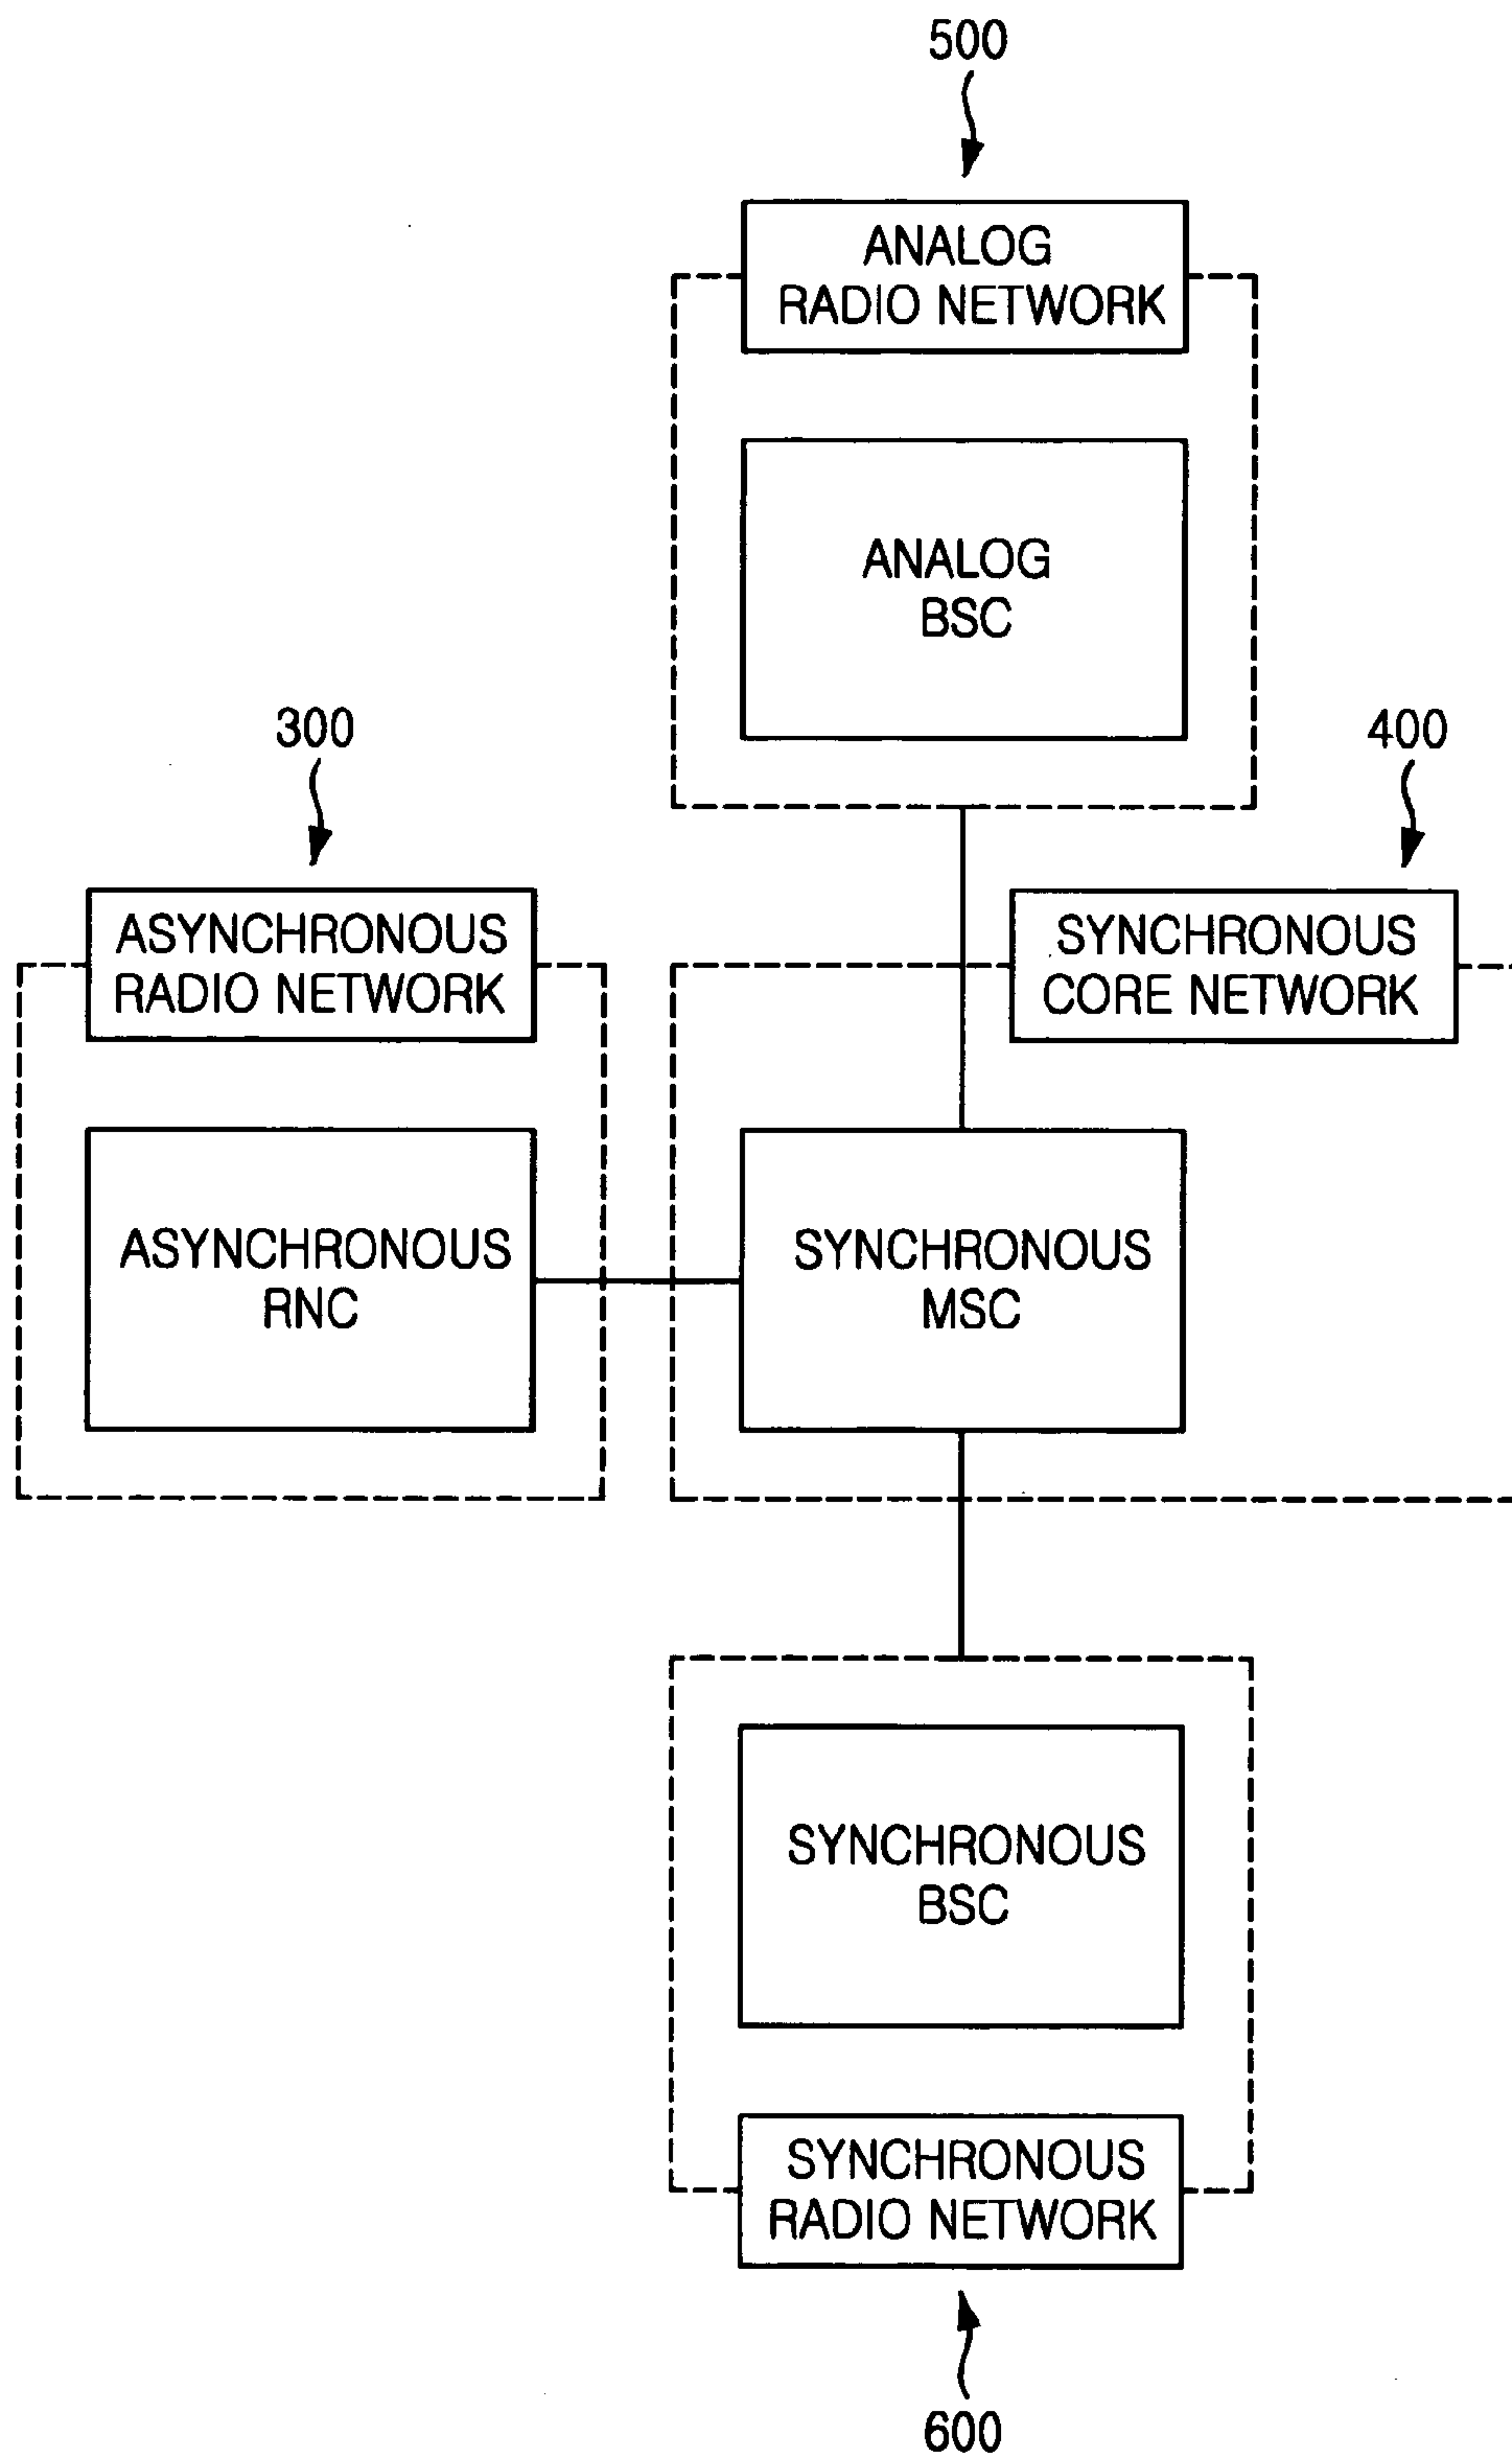 500
ANALOG
RADIO NETWORK
ANALOG
BSC
300
400
ASYNCHRONOUS
RADIO NETWORK
SYNCHRONOUS
CORE NETWORK
ASYNCHRONOUS
RNC
SYNCHRONOUS
MSC
SYNCHRONOUS
BSC
SYNCHRONOUS
RADIO NETWORK
600